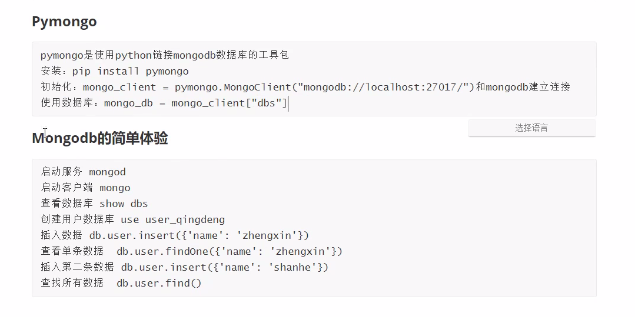 Pymongo
pymongo是使用python链接mongodb数据库的工具包
安装：pip install pymongo
初始化：mongo_client = pymongo.MongoClient("mongodb://localhost:27017/")和mongodb建立连接
使用数据库：mongo_db = mongo_client["dbs"]
选择语言
Mongodb的简单体验
启动服务 mongod
启动客户端 mongo
查看数据库 show dbs
创建用户数据库 use user_qingdeng
插入数据 db.user.insert({'name': 'zhengxin'})
查看单条数据 db.user.findOne({'name': 'zhengxin'})
插入第二条数据 db.user.insert({'name': 'shanhe'})
查找所有数据 db.user.find()